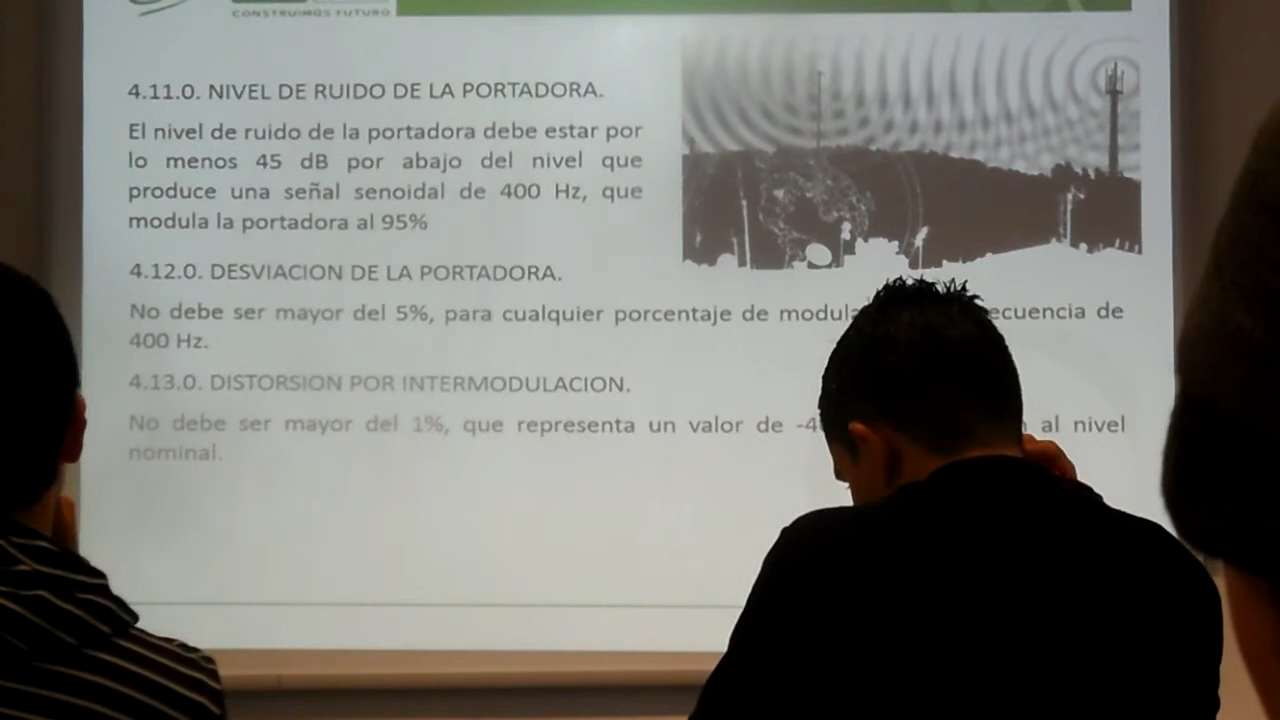 CONSTRUIMOS FUTURO
4.11.0. NIVEL DE RUIDO DE LA PORTADORA.
El nivel de ruido de la portadora debe estar por
lo menos 45 dB por abajo del nivel que
produce una señal senoidal de 400 Hz, que
modula la portadora al 95%
4.12.0. DESVIACION DE LA PORTADORA.
No debe ser mayor del 5%, para cualquier porcentaje de modula ecuencia de
400 Hz.
4.13.0. DISTORSION POR INTERMODULACION.
No debe ser mayor del 1%, que representa un valor de -4 al nivel
nominal.